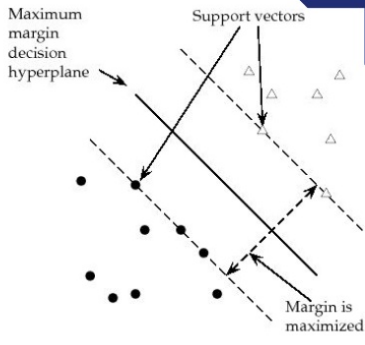 Maximum
margin
decision
hyperplane
Support vectors
Margin is
maximized